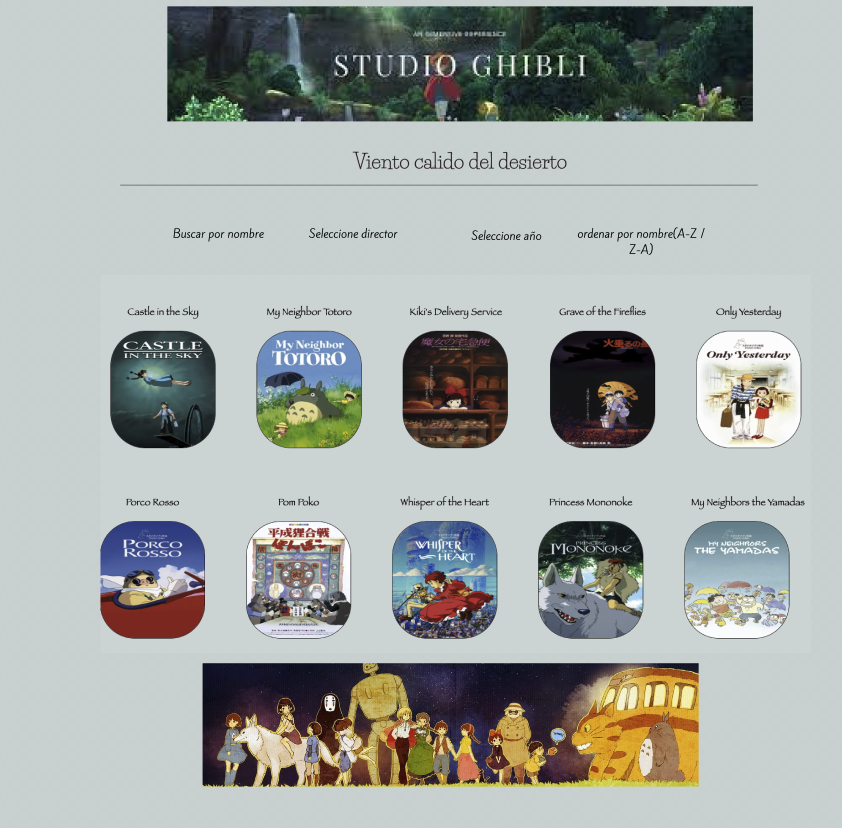 AN IMMERSIVE EXPERIENCE
STUDIO GHIBLI
Viento calido del desierto
Buscar por nombre
Seleccione director
Seleccione año
ordenar por nombre(A-Z /
Z-A)
Castle in the Sky
My Neighbor Totoro
Kiki's Delivery Service
Grave of the Fireflies
Only Yesterday
CASTLE
IN THE SKY
My Neighbor
TOTORO
魔女の宅急便
火垂るの墓
Only Yesterday
Porco Rosso
Pom Poko
Whisper of the Heart
Princess Mononoke
My Neighbors the Yamadas
PORCO
ROSSO
平成狸合戦
ぽんぽこ
WHISPER
OF THE
HEART
PRINCESS
MONONOKE
MY NEIGHBORS
THE YAMADAS